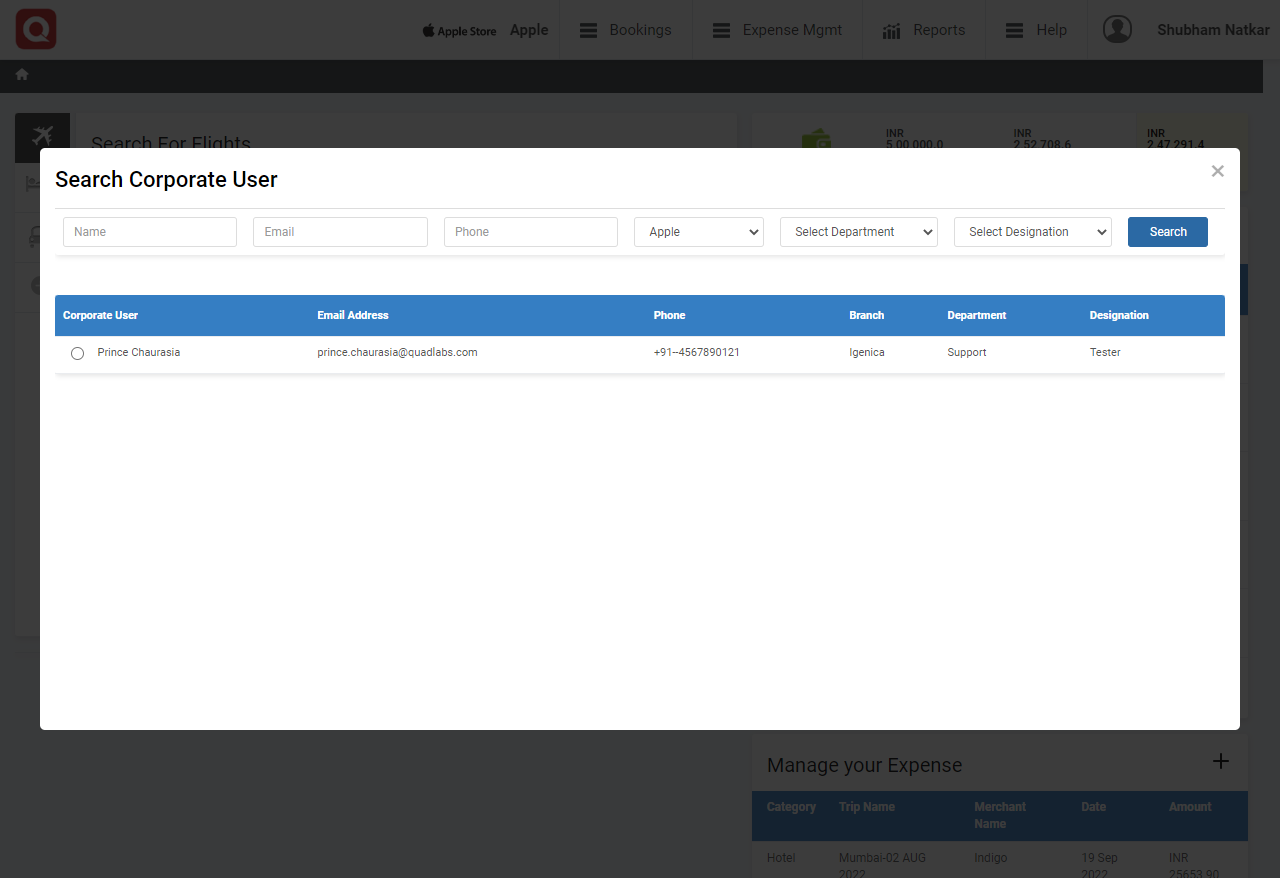 Apple Store Apple Bookings Expense Mgmt Reports Help Shubham Natkar
Search For Flights
INR INR INR
5,00,000.0 2,52,708.6 2,47,291.4
Search Corporate User ×
Name Email Phone Apple Select Department Select Designation Search
Corporate User Email Address Phone Branch Department Designation
Prince Chaurasia prince.chaurasia@quadlabs.com +91--4567890121 Igenica Support Tester
Manage your Expense +
Category Trip Name Merchant Date Amount
Name
Hotel Mumbai-02 AUG Indigo 19 Sep INR
2022 2022 25653.90